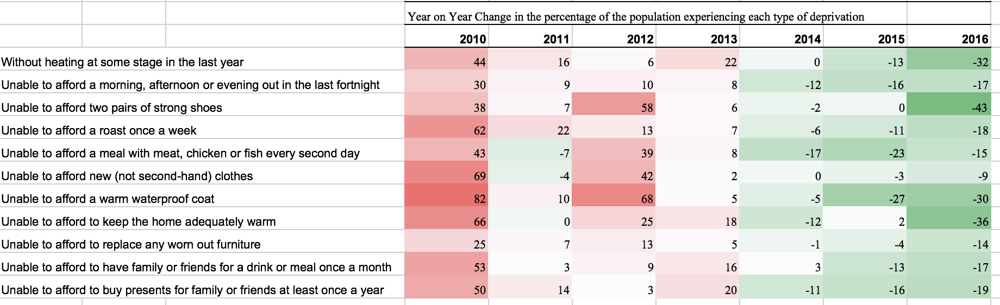 Year on Year Change in the percentage of the population experiencing each type of deprivation
2010 2011 2012 2013 2014 2015 2016
Without heating at some stage in the last year 44 16 6 22 0 -13 -32
Unable to afford a morning, afternoon or evening out in the last fortnight 30 9 10 8 -12 -16 -17
Unable to afford two pairs of strong shoes 38 7 58 6 -2 0 -43
Unable to afford a roast once a week 62 22 13 7 -6 -11 -18
Unable to afford a meal with meat, chicken or fish every second day 43 -7 39 8 -17 -23 -15
Unable to afford new (not second-hand) clothes 69 -4 42 2 0 -3 -9
Unable to afford a warm waterproof coat 82 10 68 5 -5 -27 -30
Unable to afford to keep the home adequately warm 66 0 25 18 -12 2 -36
Unable to afford to replace any worn out furniture 25 7 13 5 -1 -4 -14
Unable to afford to have family or friends for a drink or meal once a month 53 3 9 16 3 -13 -17
Unable to afford to buy presents for family or friends at least once a year 50 14 3 20 -11 -16 -19